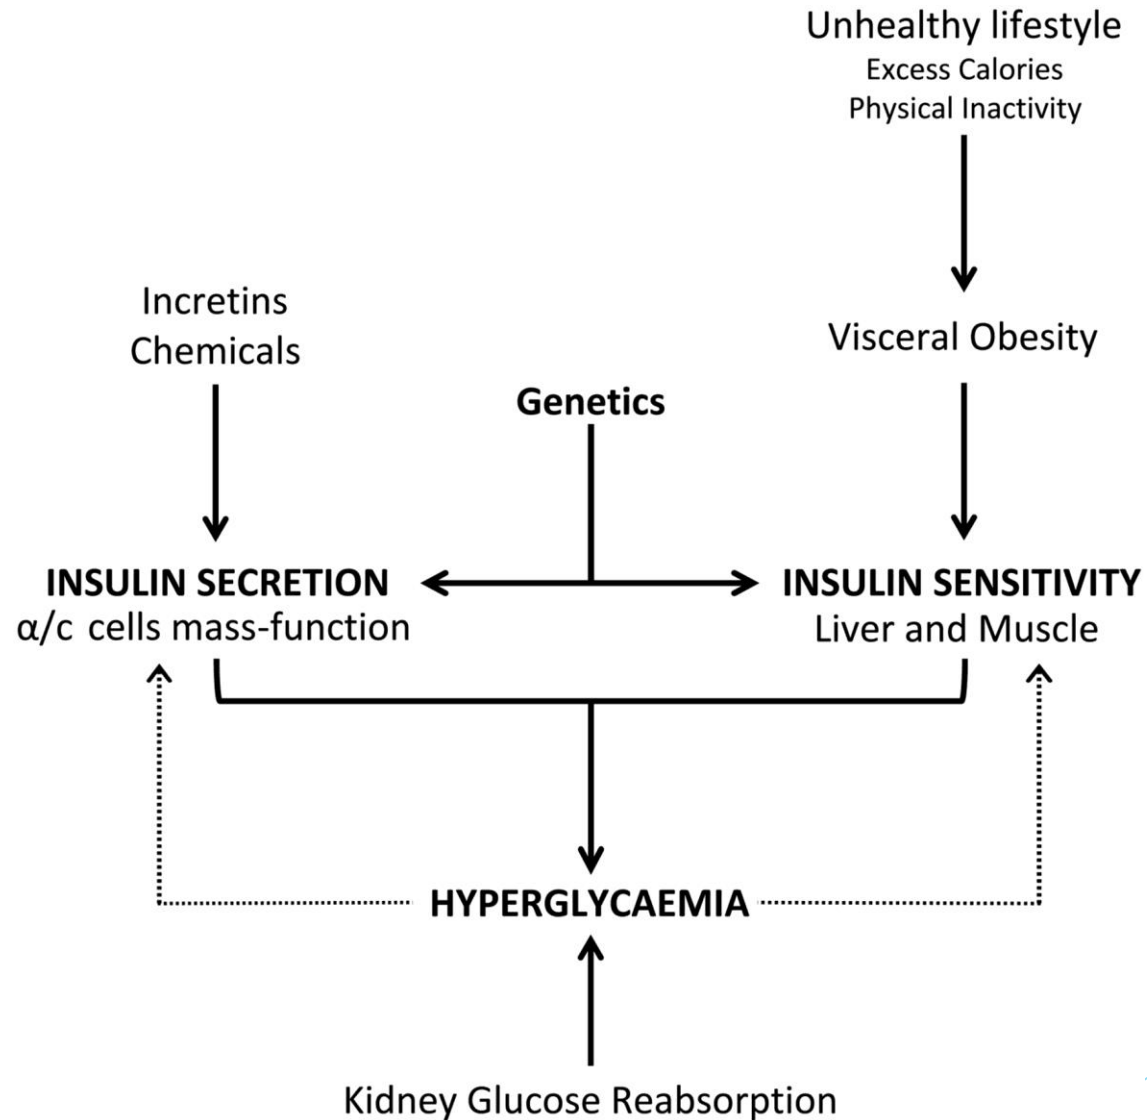 Unhealthy lifestyle
Excess Calories
Physical Inactivity
Incretins
Chemicals
Visceral Obesity
Genetics
INSULIN SECRETION
α/c cells mass-function
INSULIN SENSITIVITY
Liver and Muscle
HYPERGLYCAEMIA
Kidney Glucose Reabsorption